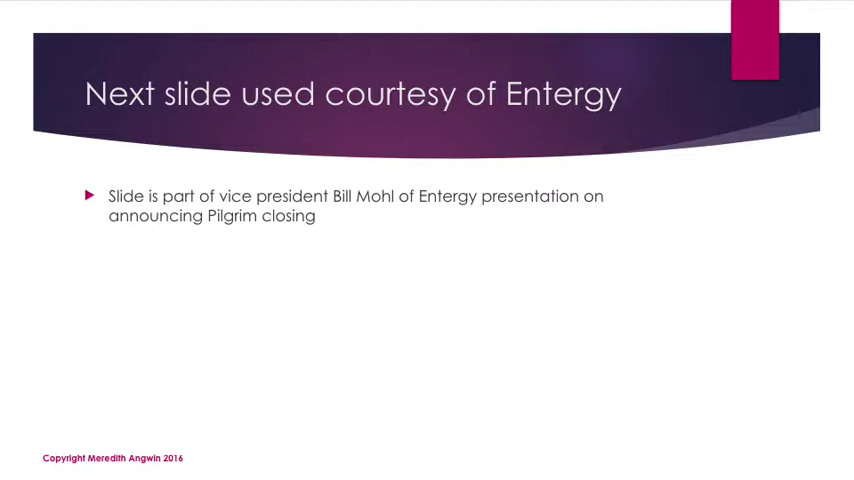 Next slide used courtesy of Entergy
Slide is part of vice president Bill Mohl of Entergy presentation on
announcing Pilgrim closing
Copyright Meredith Angwin 2016